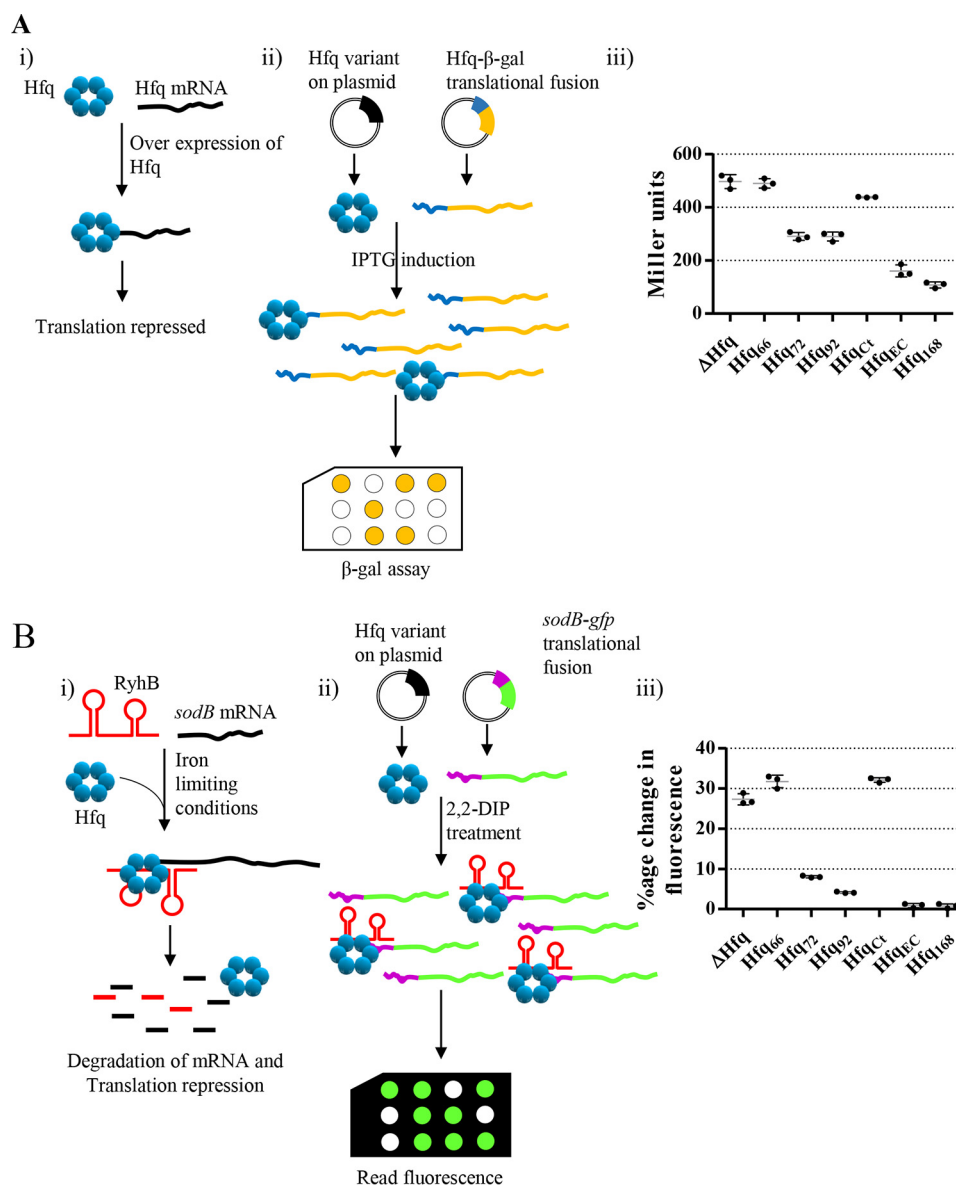 A
i)
Hfq
Hfq mRNA
Over expression of
Hfq
Translation repressed
ii)
Hfq variant
on plasmid
Hfq-β-gal
translational fusion
IPTG induction
β-gal assay
iii)
Miller units
600
400
200
0
ΔHfq
Hfq66
Hfq72
Hfq92
HfqCt
HfqEC
Hfq168
B
i)
RyhB
sodB mRNA
Hfq
Iron
limiting
conditions
Degradation of mRNA and
Translation repression
ii)
Hfq variant
on plasmid
sodB-gfp
translational
fusion
2,2-DIP
treatment
Read fluorescence
iii)
%age change in
fluorescence
40
30
20
10
0
ΔHfq
Hfq66
Hfq72
Hfq92
HfqCt
HfqEC
Hfq168